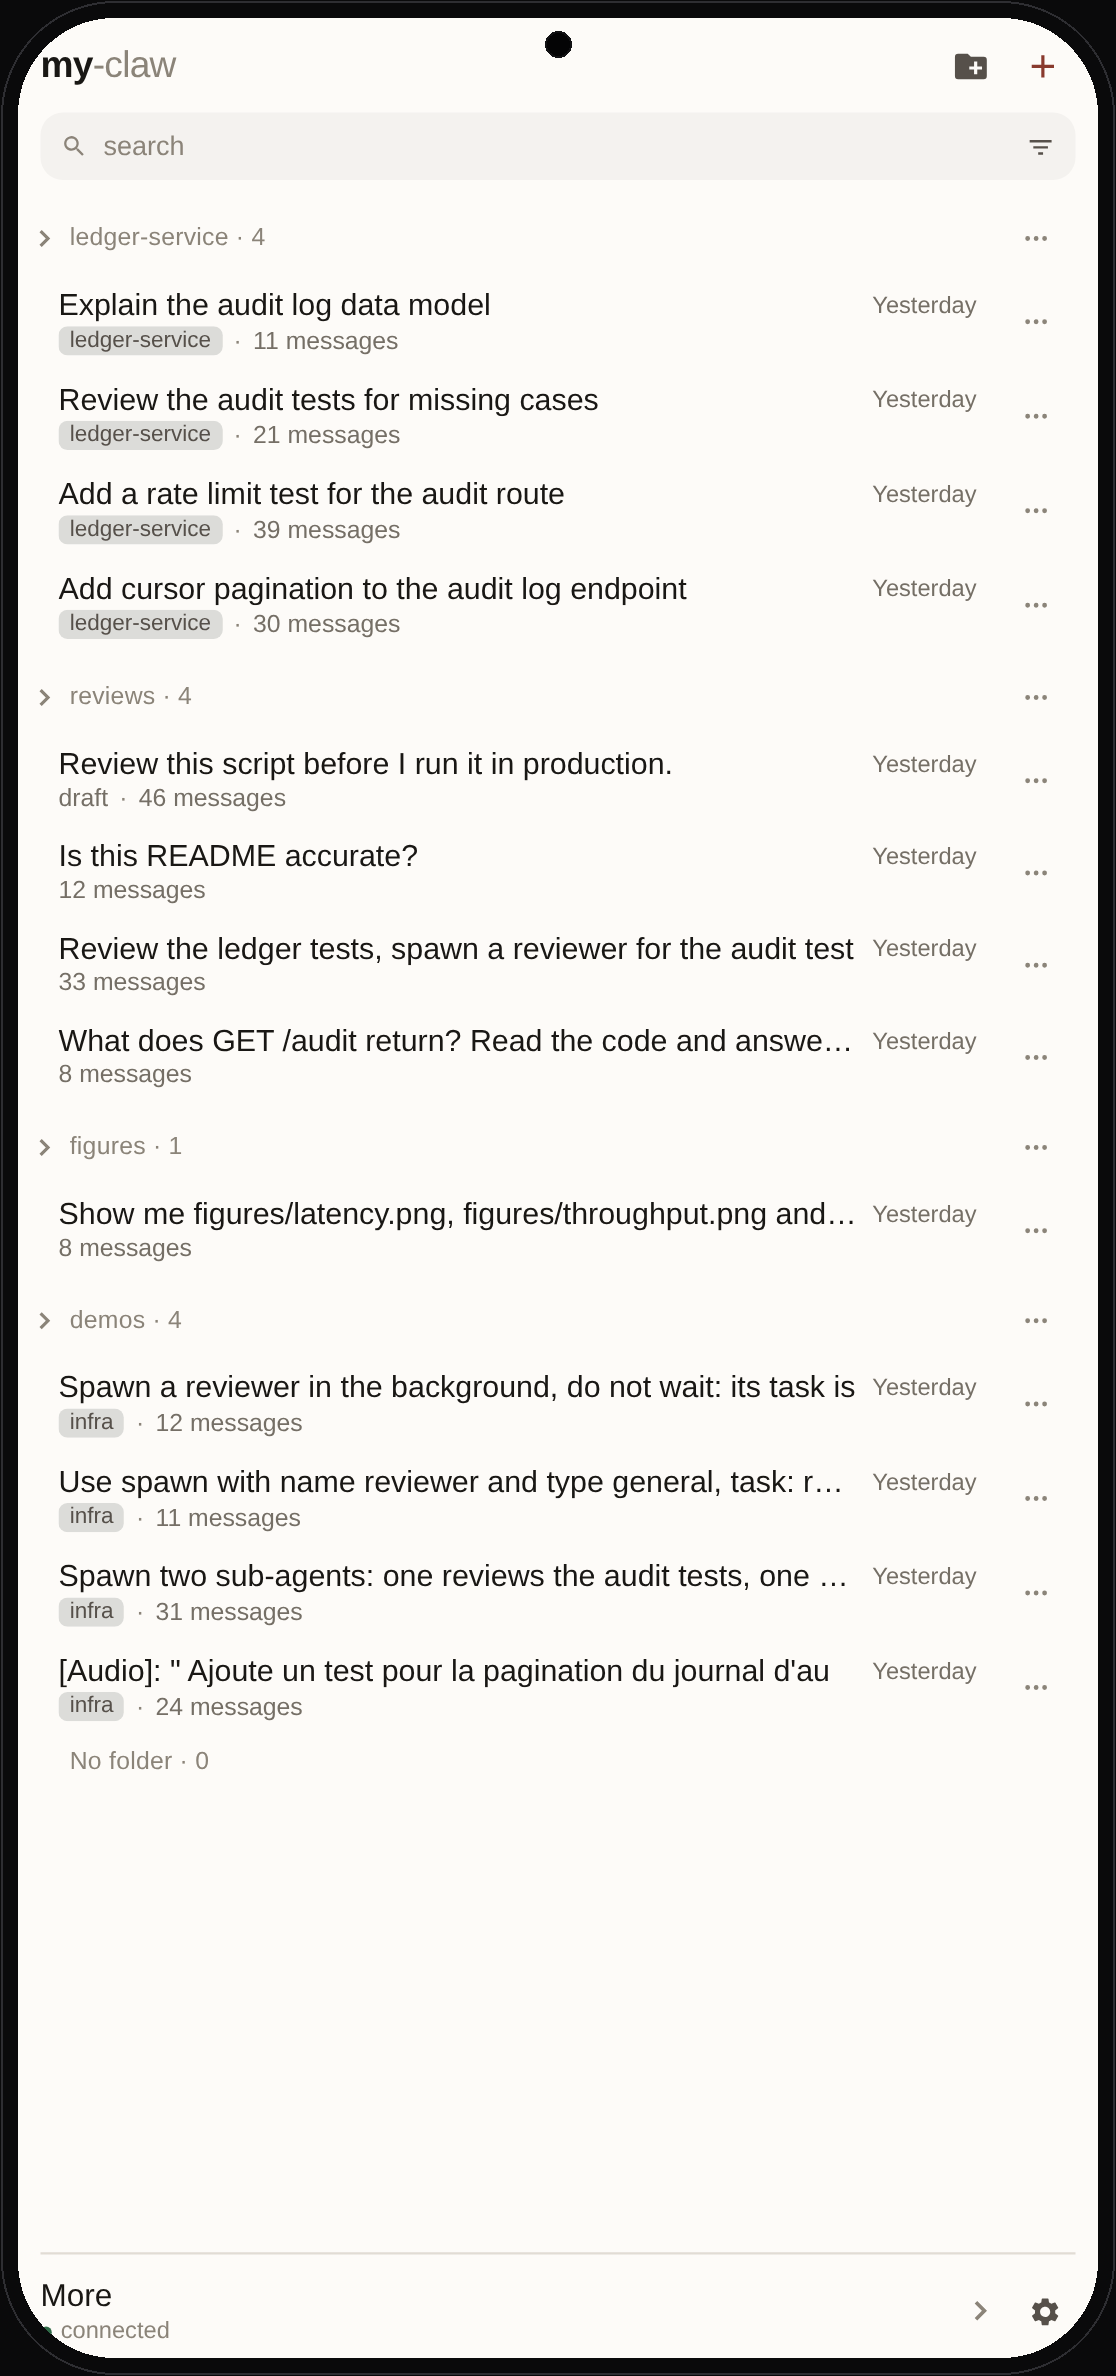 my-claw
search
ledger-service · 4
Explain the audit log data model Yesterday
ledger-service · 11 messages
Review the audit tests for missing cases Yesterday
ledger-service · 21 messages
Add a rate limit test for the audit route Yesterday
ledger-service · 39 messages
Add cursor pagination to the audit log endpoint Yesterday
ledger-service · 30 messages
reviews · 4
Review this script before I run it in production. Yesterday
draft · 46 messages
Is this README accurate? Yesterday
12 messages
Review the ledger tests, spawn a reviewer for the audit test Yesterday
33 messages
What does GET /audit return? Read the code and answe… Yesterday
8 messages
figures · 1
Show me figures/latency.png, figures/throughput.png and… Yesterday
8 messages
demos · 4
Spawn a reviewer in the background, do not wait: its task is Yesterday
infra · 12 messages
Use spawn with name reviewer and type general, task: r… Yesterday
infra · 11 messages
Spawn two sub-agents: one reviews the audit tests, one … Yesterday
infra · 31 messages
[Audio]: " Ajoute un test pour la pagination du journal d'au Yesterday
infra · 24 messages
No folder · 0
More
connected